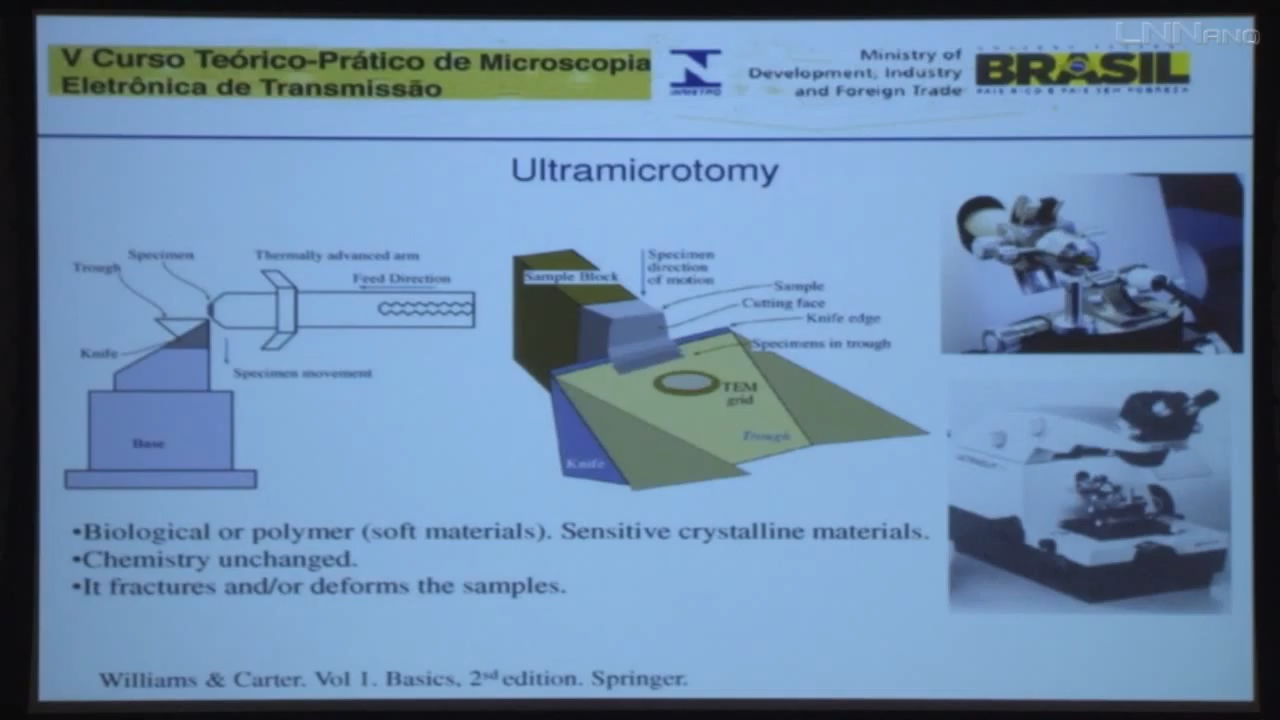 LNNano
V Curso Teórico-Prático de Microscopia
Eletrônica de Transmissão
INMETRO
Ministry of
Development, Industry
and Foreign Trade
BRASIL
PAÍS RICO É PAÍS SEM POBREZA
Ultramicrotomy
Specimen
Trough
Thermally advanced arm
Feed Direction
Knife
Specimen movement
Base
Sample Block
Specimen
direction
of motion
Sample
Cutting face
Knife edge
Specimens in trough
TEM
grid
Trough
Knife
•Biological or polymer (soft materials). Sensitive crystalline materials.
•Chemistry unchanged.
•It fractures and/or deforms the samples.
Williams & Carter. Vol 1. Basics, 2sd edition. Springer.